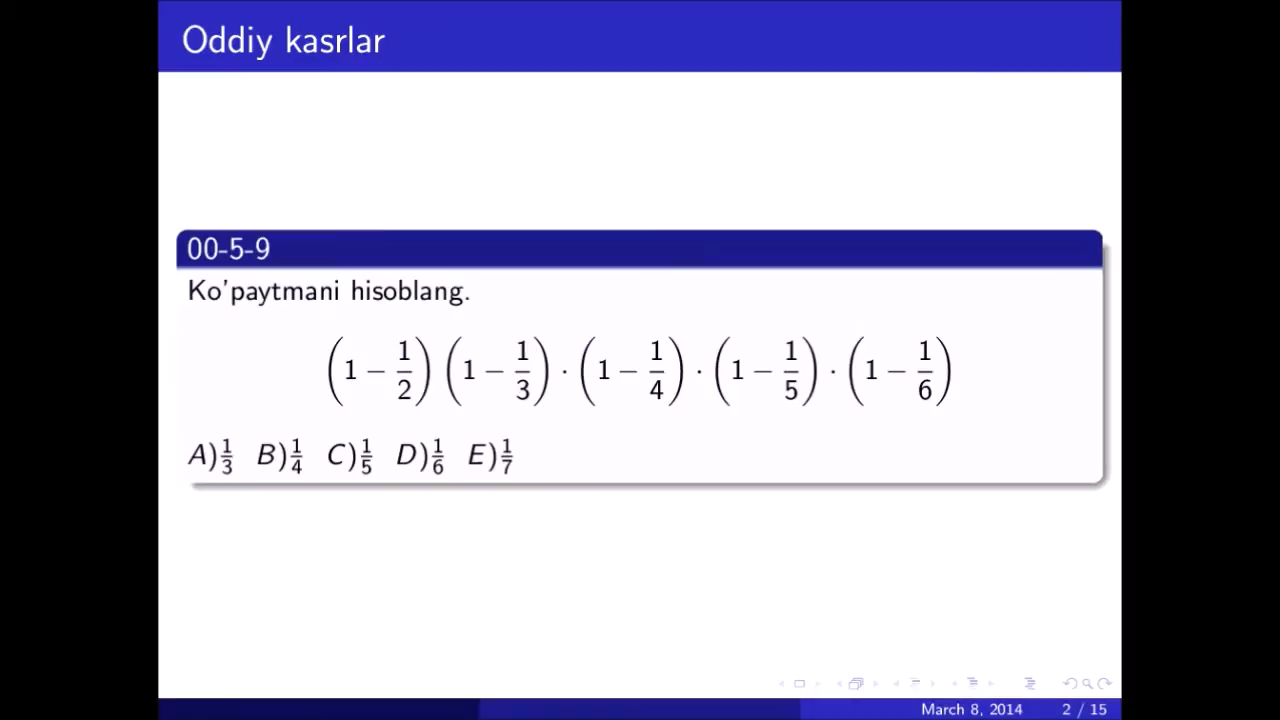 Oddiy kasrlar
00-5-9
Ko'paytmani hisoblang.
(1 − 1/2) (1 − 1/3) · (1 − 1/4) · (1 − 1/5) · (1 − 1/6)
A) 1/3 B) 1/4 C) 1/5 D) 1/6 E) 1/7
March 8, 2014 2 / 15